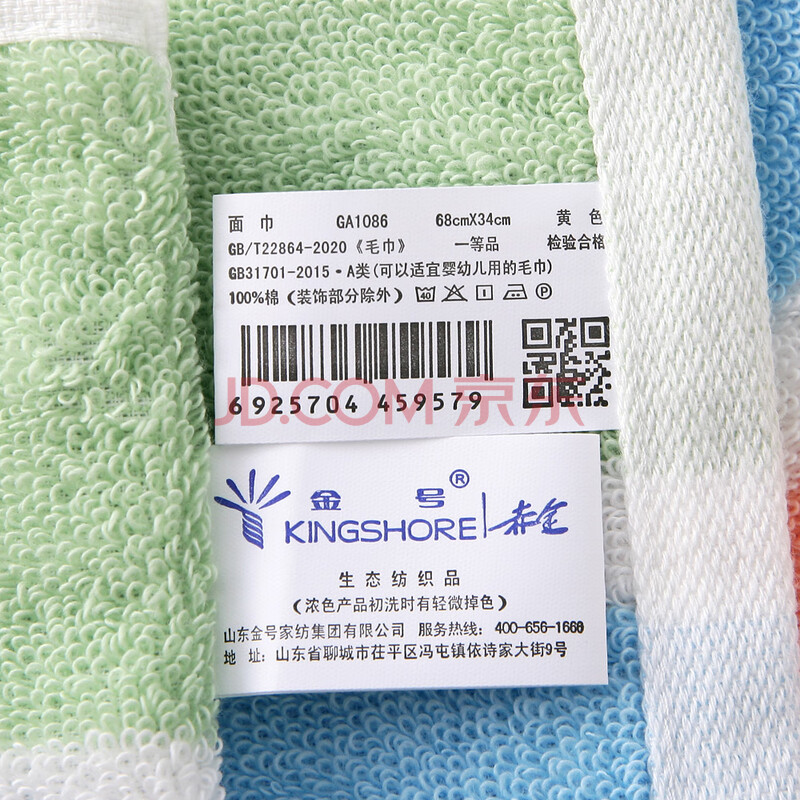 面 巾 GA1086 68cmX34cm 黄 色
GB/T22864-2020《毛巾》 一等品 检验合格
GB31701-2015·A类(可以适宜婴幼儿用的毛巾)
100%棉（装饰部分除外） 40 P
JD.COM 京东
6925704 459579
金 号®
KINGSHORE 赤金
生态纺织品
（浓色产品初洗时有轻微掉色）
山东金号家纺集团有限公司 服务热线: 400-656-1668
地 址: 山东省聊城市茌平区冯屯镇依诗家大街9号